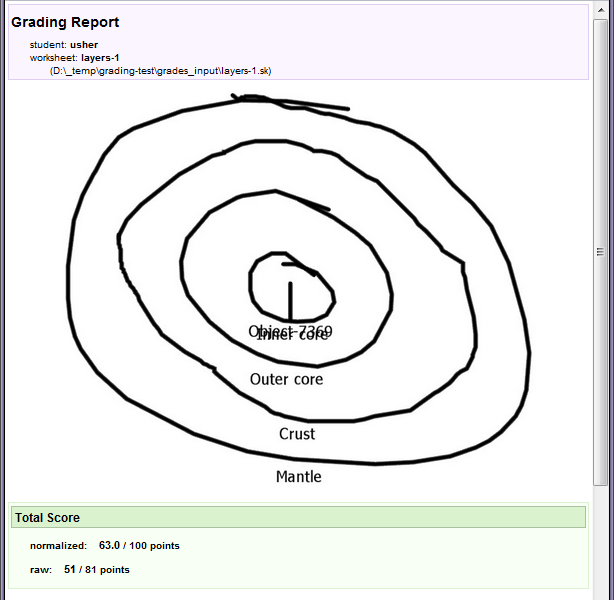 Grading Report
student: usher
worksheet: layers-1
(D:\_temp\grading-test\grades_input\layers-1.sk)
Object-7369
Inner core
Outer core
Crust
Mantle
Total Score
normalized: 63.0 / 100 points
raw: 51 / 81 points